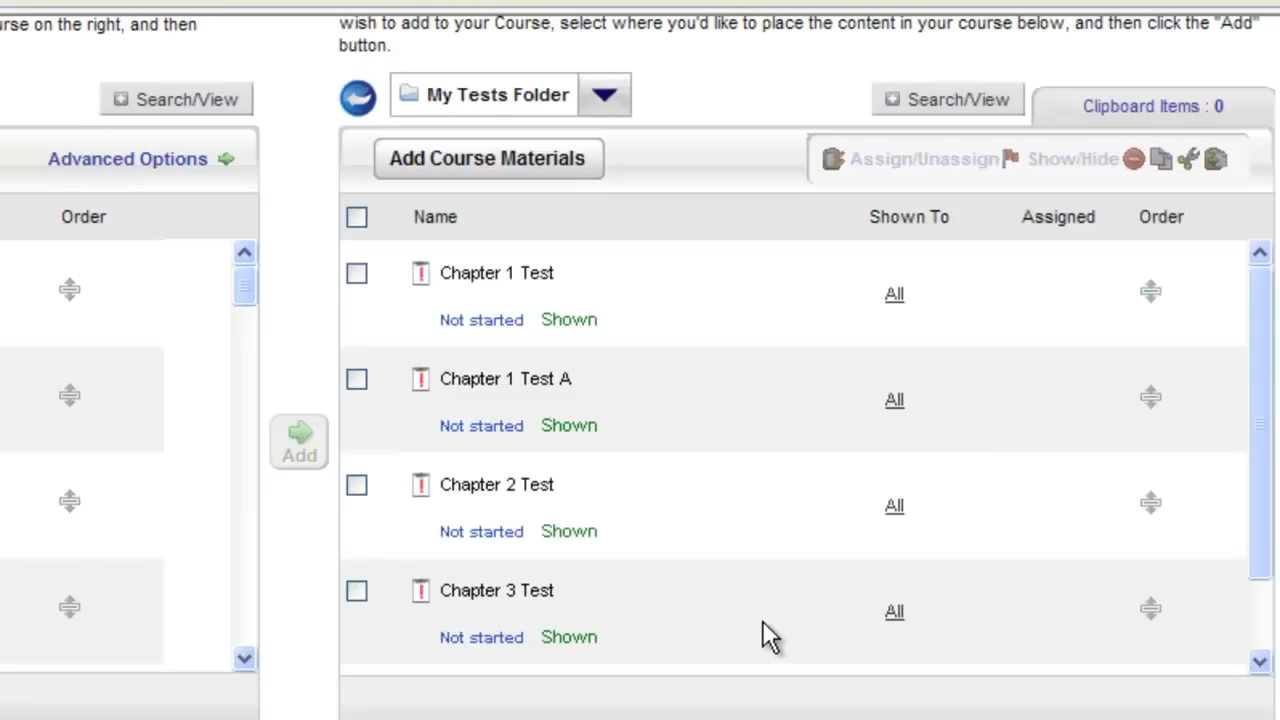 urse on the right, and then
wish to add to your Course, select where you'd like to place the content in your course below, and then click the "Add"
button.
Search/View
My Tests Folder
Search/View
Clipboard Items : 0
Advanced Options
Add Course Materials
Assign/Unassign
Show/Hide
Order
Name
Shown To
Assigned
Order
Chapter 1 Test
All
Not started Shown
Chapter 1 Test A
All
Not started Shown
Add
Chapter 2 Test
All
Not started Shown
Chapter 3 Test
All
Not started Shown